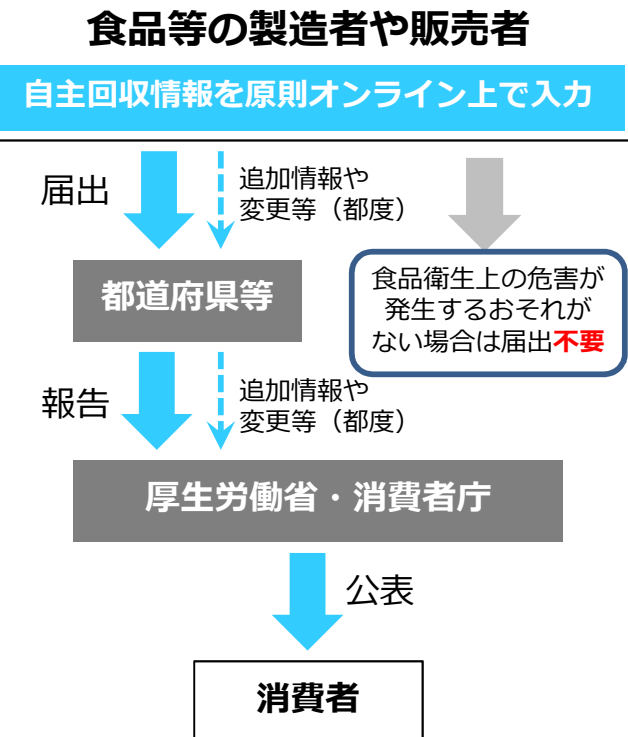 食品等の製造者や販売者
自主回収情報を原則オンライン上で入力
届出
追加情報や
変更等（都度）
都道府県等
食品衛生上の危害が
発生するおそれが
ない場合は届出不要
報告
追加情報や
変更等（都度）
厚生労働省・消費者庁
公表
消費者